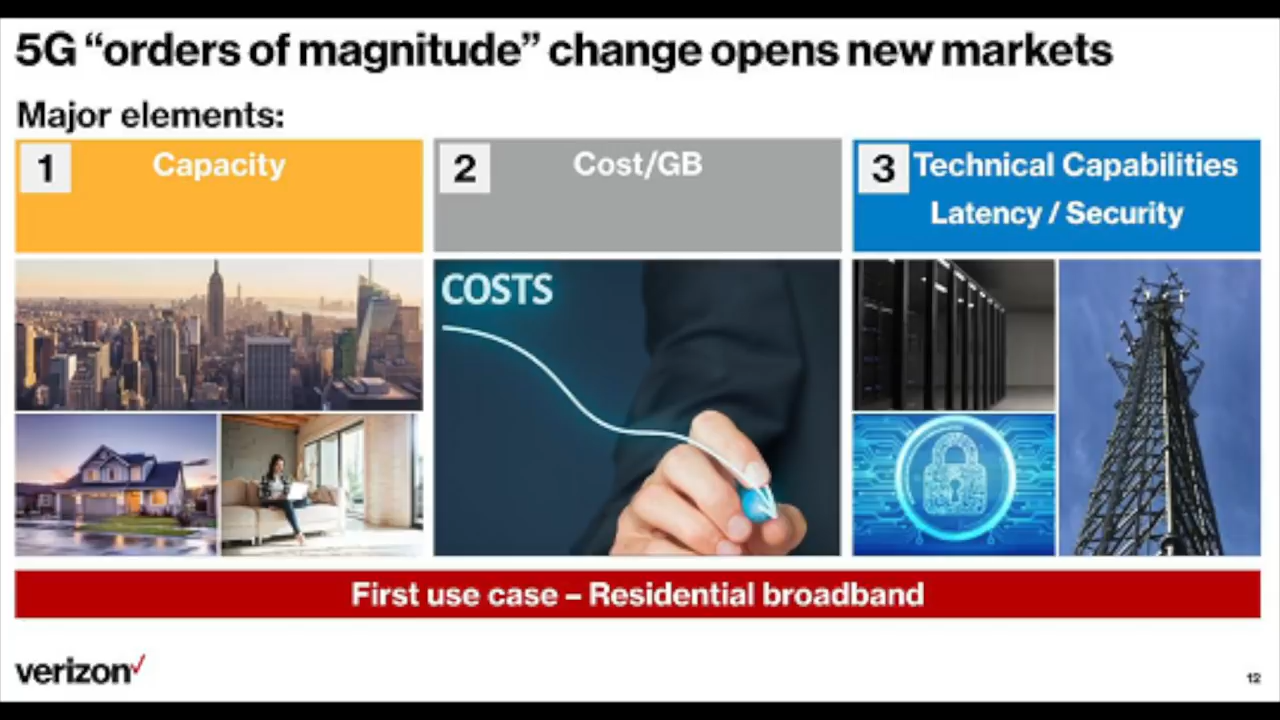 5G “orders of magnitude” change opens new markets
Major elements:
1 Capacity
2 Cost/GB
3 Technical Capabilities
Latency / Security
COSTS
First use case – Residential broadband
verizon✓
12